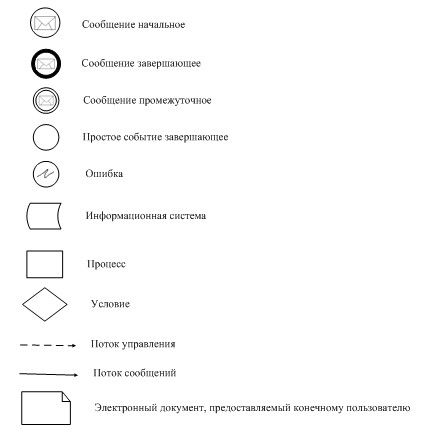 Сообщение начальное
Сообщение завершающее
Сообщение промежуточное
Простое событие завершающее
Ошибка
Информационная система
Процесс
Условие
Поток управления
Поток сообщений
Электронный документ, предоставляемый конечному пользователю